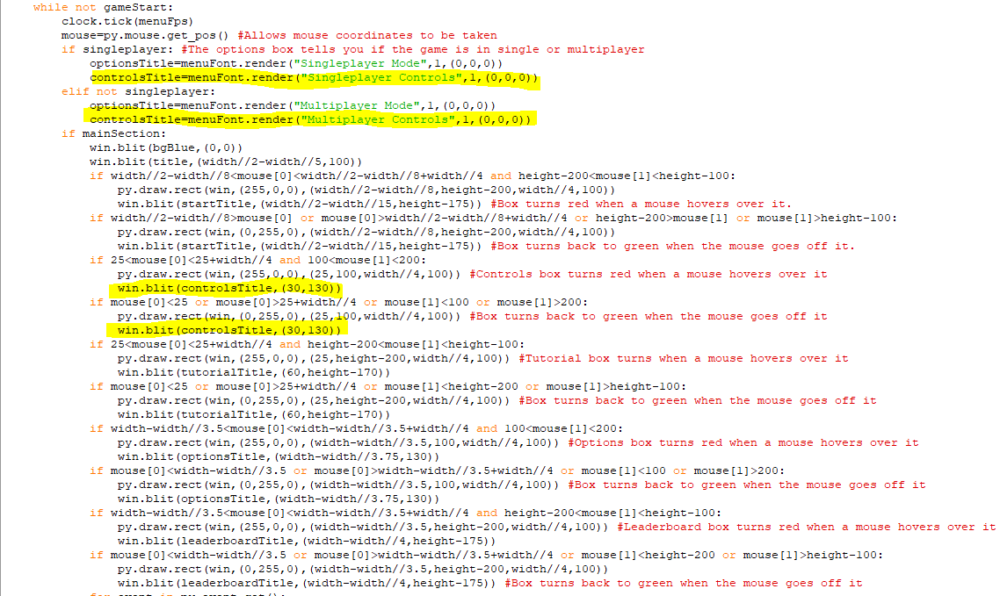 while not gameStart:
clock.tick(menuFps)
mouse=py.mouse.get_pos() #Allows mouse coordinates to be taken
if singleplayer: #The options box tells you if the game is in single or multiplayer
optionsTitle=menuFont.render("Singleplayer Mode",1,(0,0,0))
controlsTitle=menuFont.render("Singleplayer Controls",1,(0,0,0))
elif not singleplayer:
optionsTitle=menuFont.render("Multiplayer Mode",1,(0,0,0))
controlsTitle=menuFont.render("Multiplayer Controls",1,(0,0,0))
if mainSection:
win.blit(bgBlue,(0,0))
win.blit(title,(width//2-width//5,100))
if width//2-width//8<mouse[0]<width//2-width//8+width//4 and height-200<mouse[1]<height-100:
py.draw.rect(win,(255,0,0),(width//2-width//8,height-200,width//4,100))
win.blit(startTitle,(width//2-width//15,height-175)) #Box turns red when a mouse hovers over it.
if width//2-width//8>mouse[0] or mouse[0]>width//2-width//8+width//4 or height-200>mouse[1] or mouse[1]>height-100:
py.draw.rect(win,(0,255,0),(width//2-width//8,height-200,width//4,100))
win.blit(startTitle,(width//2-width//15,height-175)) #Box turns back to green when the mouse goes off it.
if 25<mouse[0]<25+width//4 and 100<mouse[1]<200:
py.draw.rect(win,(255,0,0),(25,100,width//4,100)) #Controls box turns red when a mouse hovers over it
win.blit(controlsTitle,(30,130))
if mouse[0]<25 or mouse[0]>25+width//4 or mouse[1]<100 or mouse[1]>200:
py.draw.rect(win,(0,255,0),(25,100,width//4,100)) #Box turns back to green when the mouse goes off it
win.blit(controlsTitle,(30,130))
if 25<mouse[0]<25+width//4 and height-200<mouse[1]<height-100:
py.draw.rect(win,(255,0,0),(25,height-200,width//4,100)) #Tutorial box turns when a mouse hovers over it
win.blit(tutorialTitle,(60,height-170))
if mouse[0]<25 or mouse[0]>25+width//4 or mouse[1]<height-200 or mouse[1]>height-100:
py.draw.rect(win,(0,255,0),(25,height-200,width//4,100)) #Box turns back to green when the mouse goes off it
win.blit(tutorialTitle,(60,height-170))
if width-width//3.5<mouse[0]<width-width//3.5+width//4 and 100<mouse[1]<200:
py.draw.rect(win,(255,0,0),(width-width//3.5,100,width//4,100)) #Options box turns red when a mouse hovers over it
win.blit(optionsTitle,(width-width//3.75,130))
if mouse[0]<width-width//3.5 or mouse[0]>width-width//3.5+width//4 or mouse[1]<100 or mouse[1]>200:
py.draw.rect(win,(0,255,0),(width-width//3.5,100,width//4,100)) #Box turns back to green when the mouse goes off it
win.blit(optionsTitle,(width-width//3.75,130))
if width-width//3.5<mouse[0]<width-width//3.5+width//4 and height-200<mouse[1]<height-100:
py.draw.rect(win,(255,0,0),(width-width//3.5,height-200,width//4,100)) #Leaderboard box turns red when a mouse hovers over it
win.blit(leaderboardTitle,(width-width//4,height-175))
if mouse[0]<width-width//3.5 or mouse[0]>width-width//3.5+width//4 or mouse[1]<height-200 or mouse[1]>height-100:
py.draw.rect(win,(0,255,0),(width-width//3.5,height-200,width//4,100))
win.blit(leaderboardTitle,(width-width//4,height-175)) #Box turns back to green when the mouse goes off it